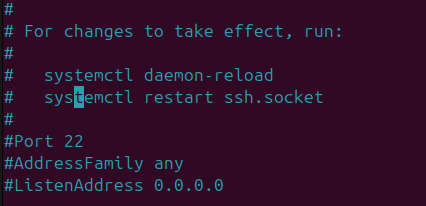 #
# For changes to take effect, run:
#
#   systemctl daemon-reload
#   systemctl restart ssh.socket
#
#Port 22
#AddressFamily any
#ListenAddress 0.0.0.0